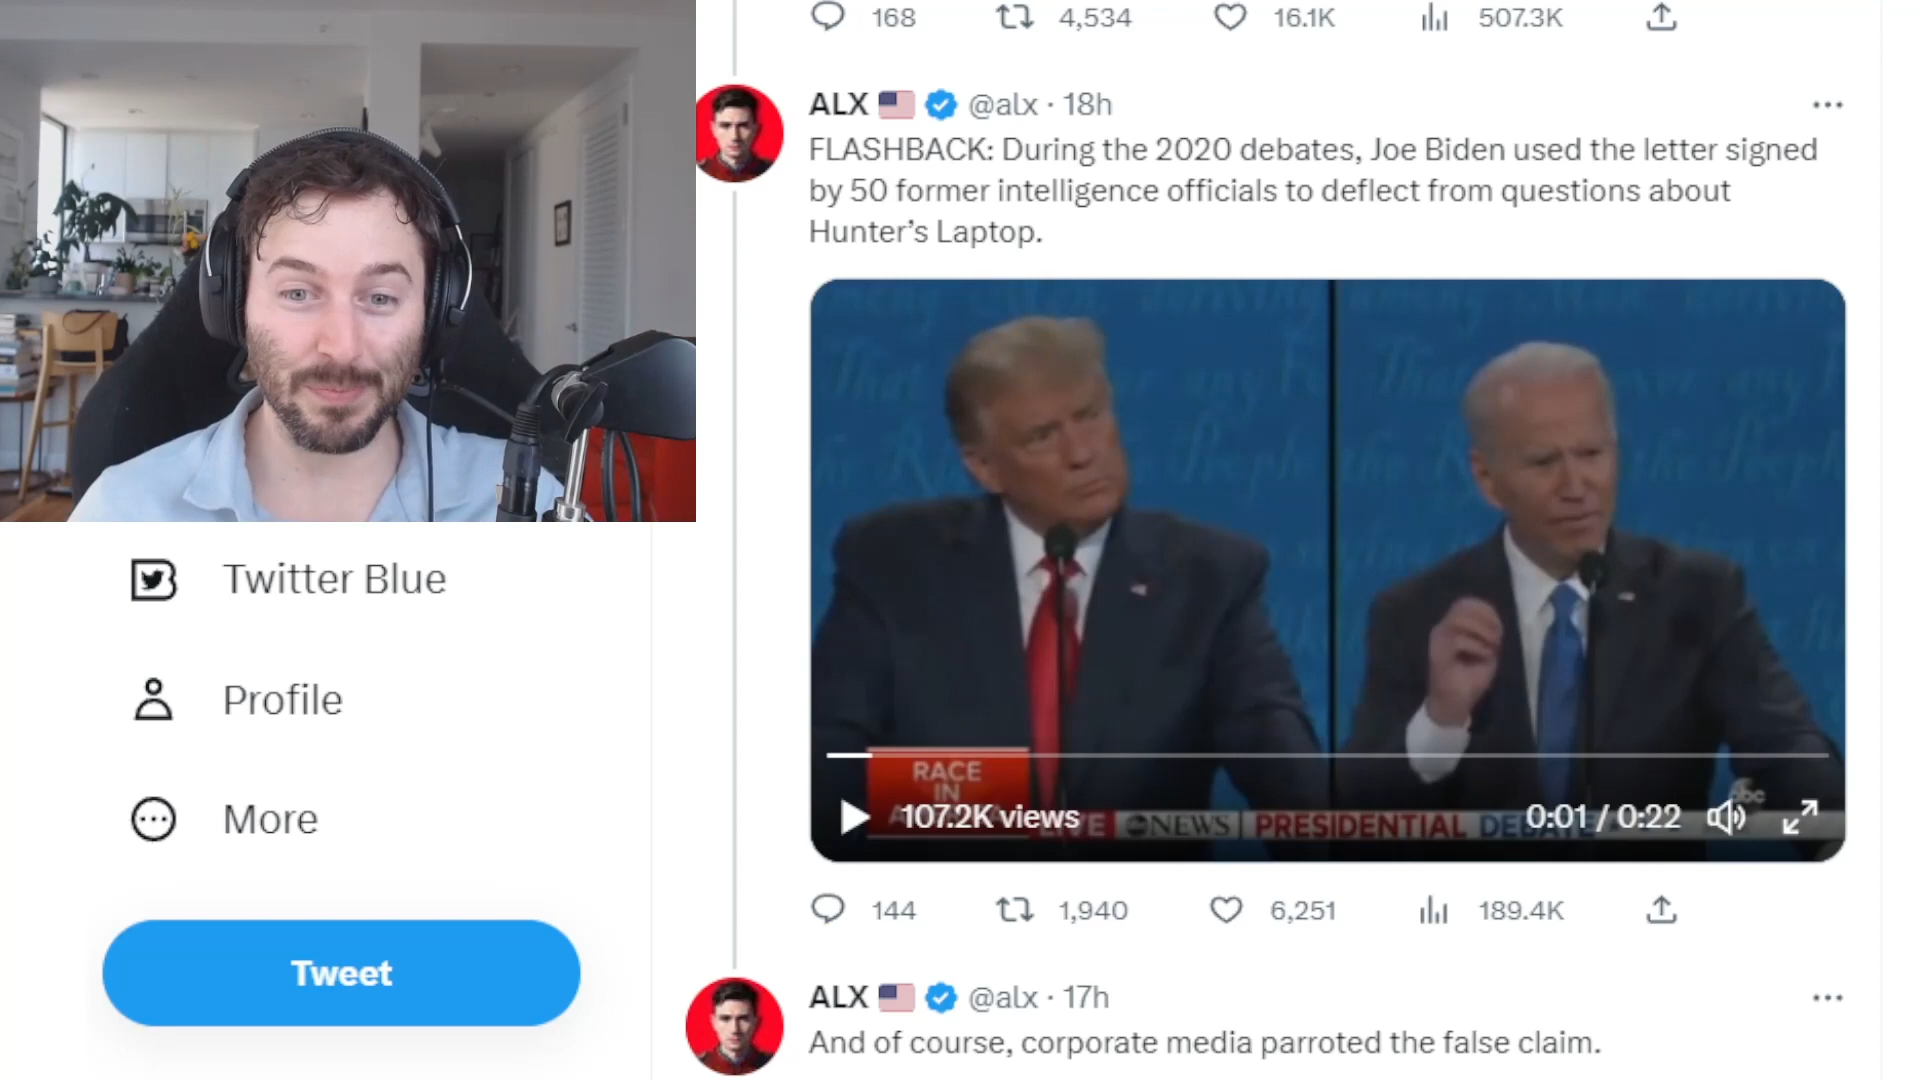 168 4,534 16.1K 507.3K
ALX @alx · 18h
FLASHBACK: During the 2020 debates, Joe Biden used the letter signed
by 50 former intelligence officials to deflect from questions about
Hunter’s Laptop.
RACE
IN
107.2K views
0:01 / 0:22
abc NEWS PRESIDENTIAL DEBATE
144 1,940 6,251 189.4K
ALX @alx · 17h
And of course, corporate media parroted the false claim.
Twitter Blue
Profile
More
Tweet